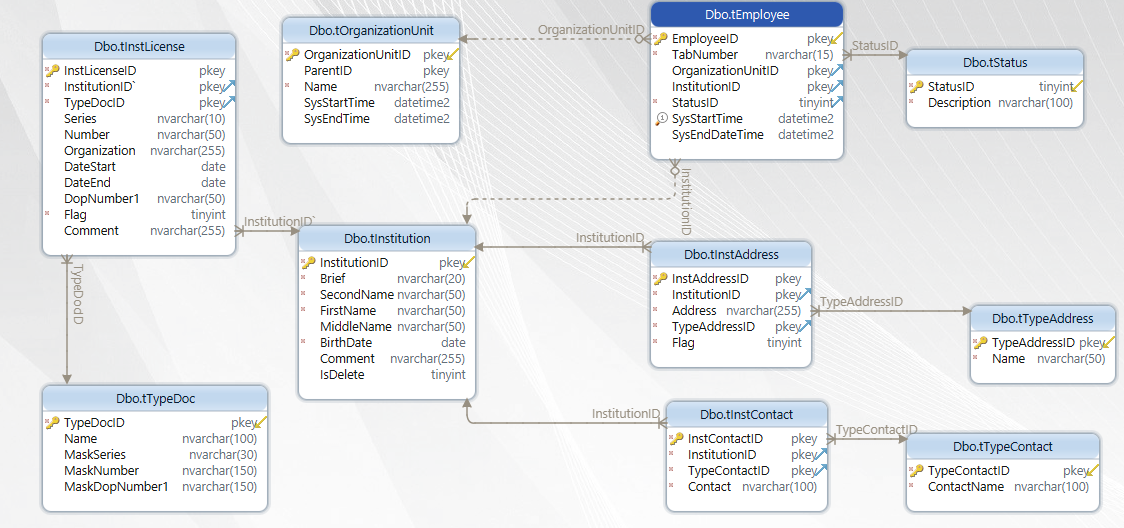 Dbo.tInstLicense
InstLicenseID pkey
InstitutionID` pkey
TypeDocID pkey
Series nvarchar(10)
Number nvarchar(50)
Organization nvarchar(255)
DateStart date
DateEnd date
DopNumber1 nvarchar(50)
Flag tinyint
Comment nvarchar(255)
Dbo.tOrganizationUnit
OrganizationUnitID pkey
ParentID pkey
Name nvarchar(255)
SysStartTime datetime2
SysEndTime datetime2
OrganizationUnitID
Dbo.tEmployee
EmployeeID pkey
TabNumber nvarchar(15)
OrganizationUnitID pkey
InstitutionID pkey
StatusID tinyint
SysStartTime datetime2
SysEndDateTime datetime2
StatusID
Dbo.tStatus
StatusID tinyint
Description nvarchar(100)
InstitutionID
InstitutionID`
Dbo.tInstitution
InstitutionID pkey
Brief nvarchar(20)
SecondName nvarchar(50)
FirstName nvarchar(50)
MiddleName nvarchar(50)
BirthDate date
Comment nvarchar(255)
IsDelete tinyint
InstitutionID
Dbo.tInstAddress
InstAddressID pkey
InstitutionID pkey
Address nvarchar(255)
TypeAddressID pkey
Flag tinyint
TypeAddressID
Dbo.tTypeAddress
TypeAddressID pkey
Name nvarchar(50)
TypeDocID
Dbo.tTypeDoc
TypeDocID pkey
Name nvarchar(100)
MaskSeries nvarchar(30)
MaskNumber nvarchar(150)
MaskDopNumber1 nvarchar(150)
InstitutionID
Dbo.tInstContact
InstContactID pkey
InstitutionID pkey
TypeContactID pkey
Contact nvarchar(100)
TypeContactID
Dbo.tTypeContact
TypeContactID pkey
ContactName nvarchar(100)